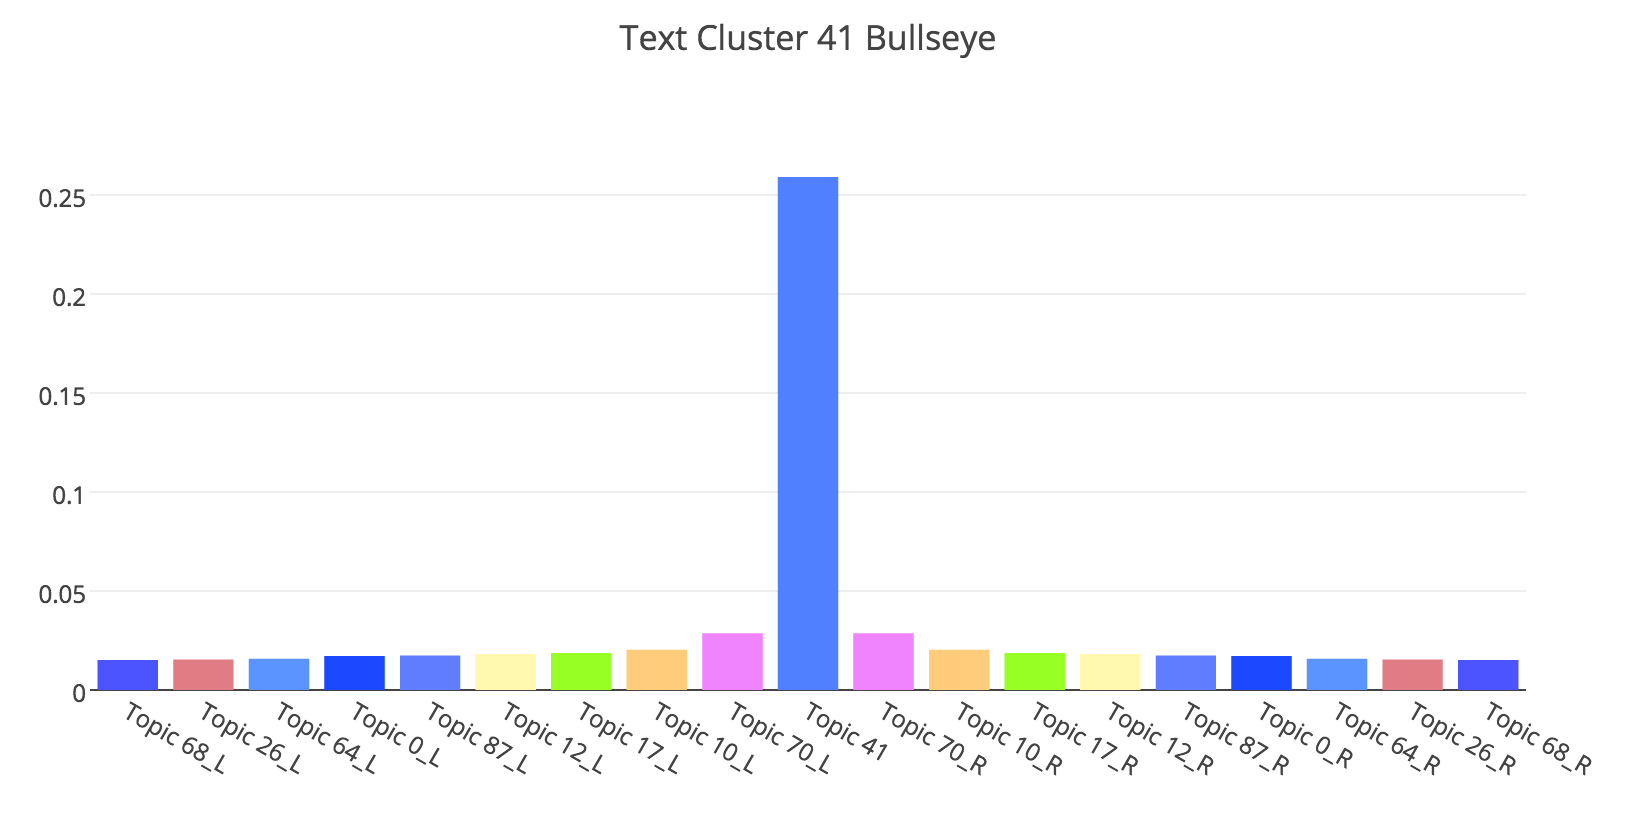 Text Cluster 41 Bullseye
0.25
0.2
0.15
0.1
0.05
0
Topic 68_L
Topic 26_L
Topic 64_L
Topic 0_L
Topic 87_L
Topic 12_L
Topic 17_L
Topic 10_L
Topic 70_L
Topic 41
Topic 70_R
Topic 10_R
Topic 17_R
Topic 12_R
Topic 87_R
Topic 0_R
Topic 64_R
Topic 26_R
Topic 68_R